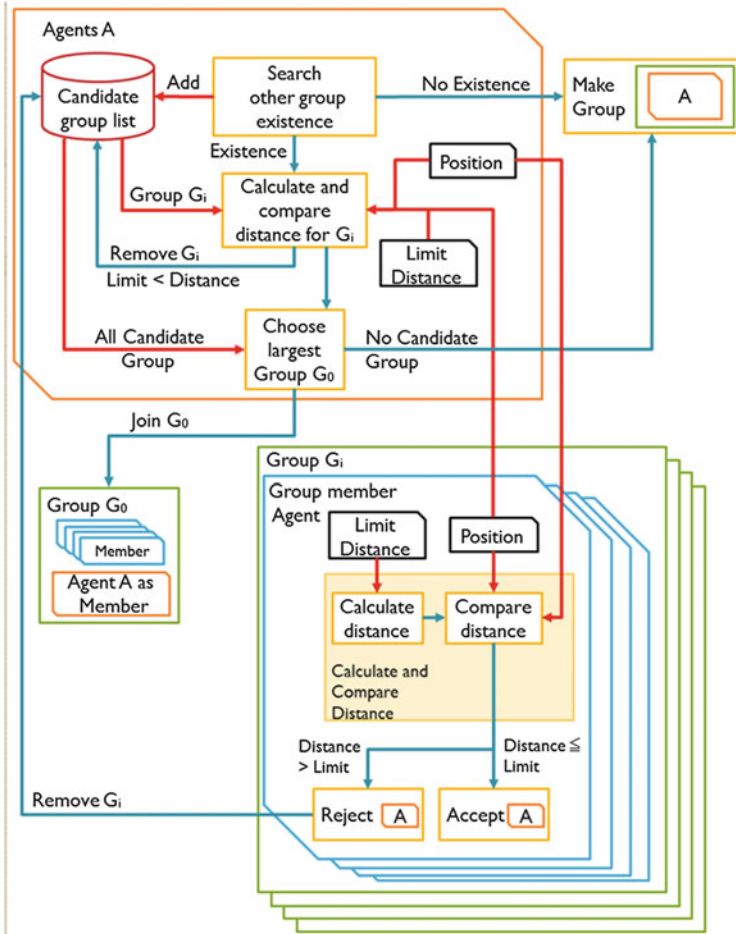 Agents A
Candidate
group list
Add
Search
other group
existence
No Existence
Make
Group
A
Existence
Position
Group Gi
Calculate and
compare
distance for Gi
Remove Gi
Limit < Distance
Limit
Distance
All Candidate
Group
Choose
largest
Group G0
No Candidate
Group
Join G0
Group G0
Member
Agent A as
Member
Group Gi
Group member
Agent
Limit
Distance
Position
Calculate
distance
Compare
distance
Calculate and
Compare
Distance
Distance
> Limit
Distance ≦
Limit
Remove Gi
Reject A
Accept A